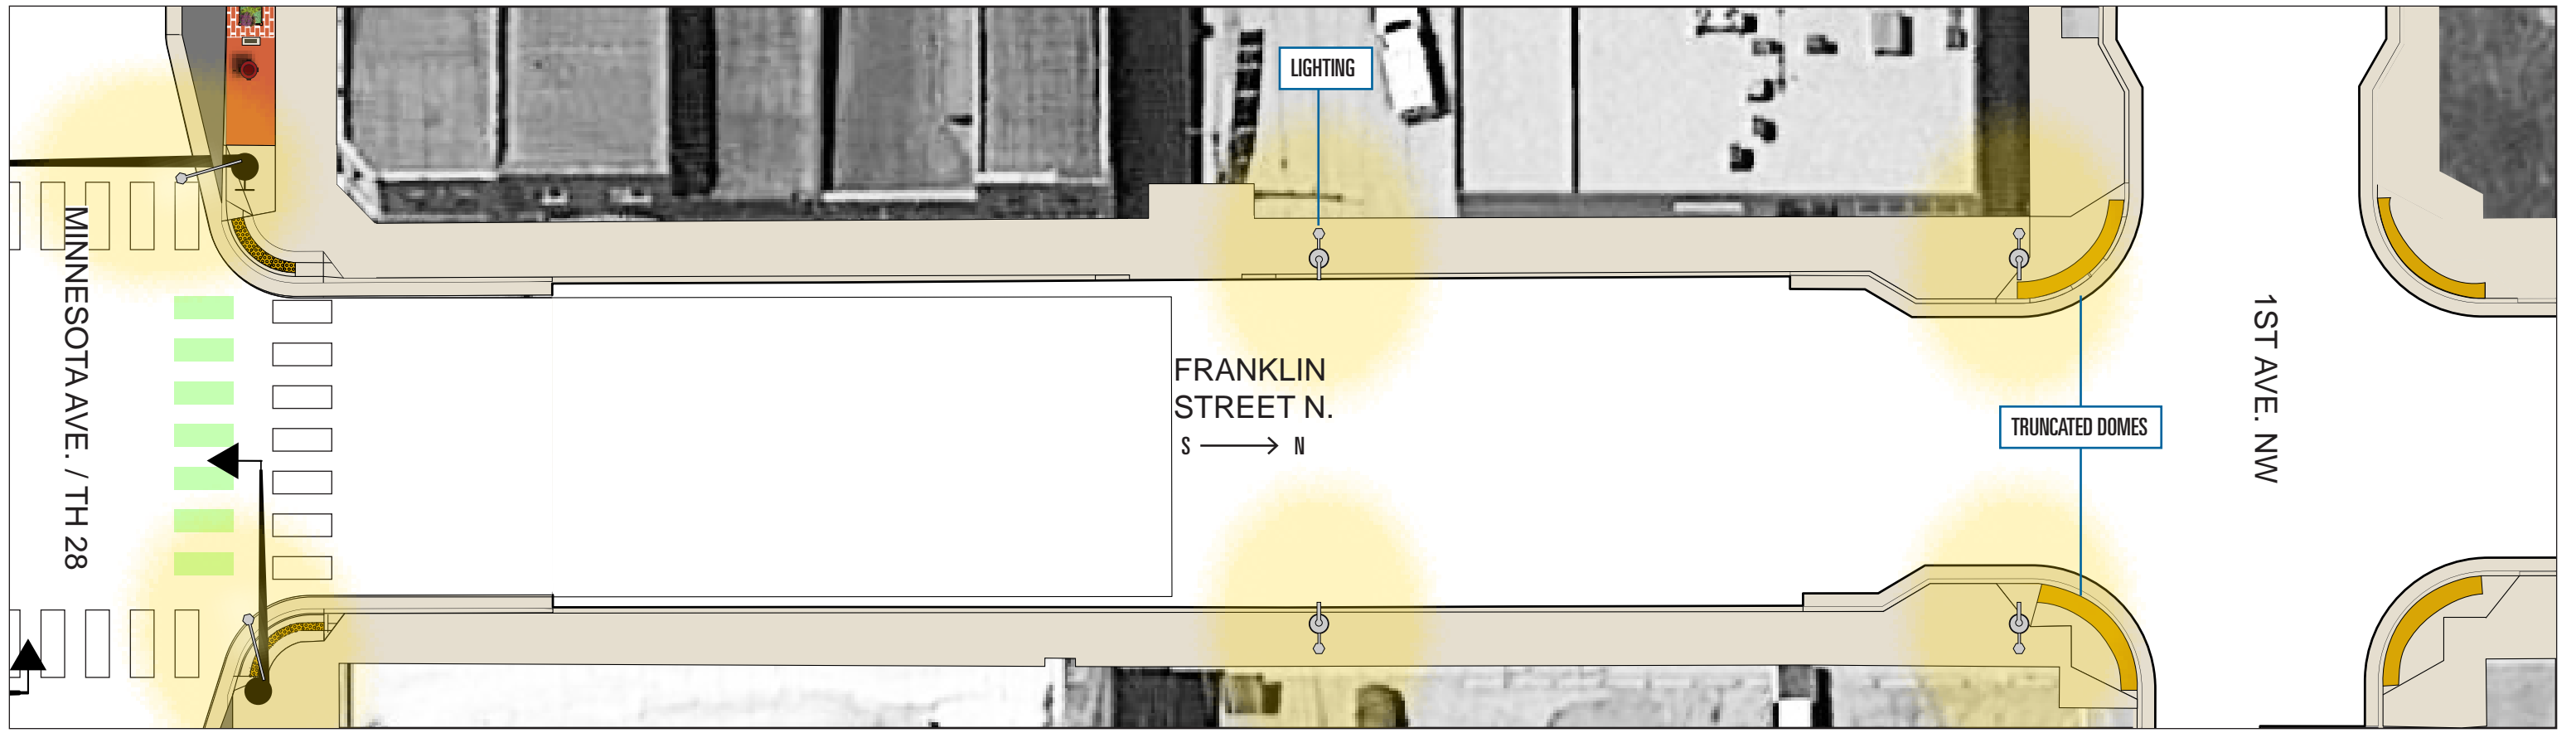 LIGHTING
MINNESOTA AVE. / TH 28
FRANKLIN
STREET N.
S N
TRUNCATED DOMES
1ST AVE. NW